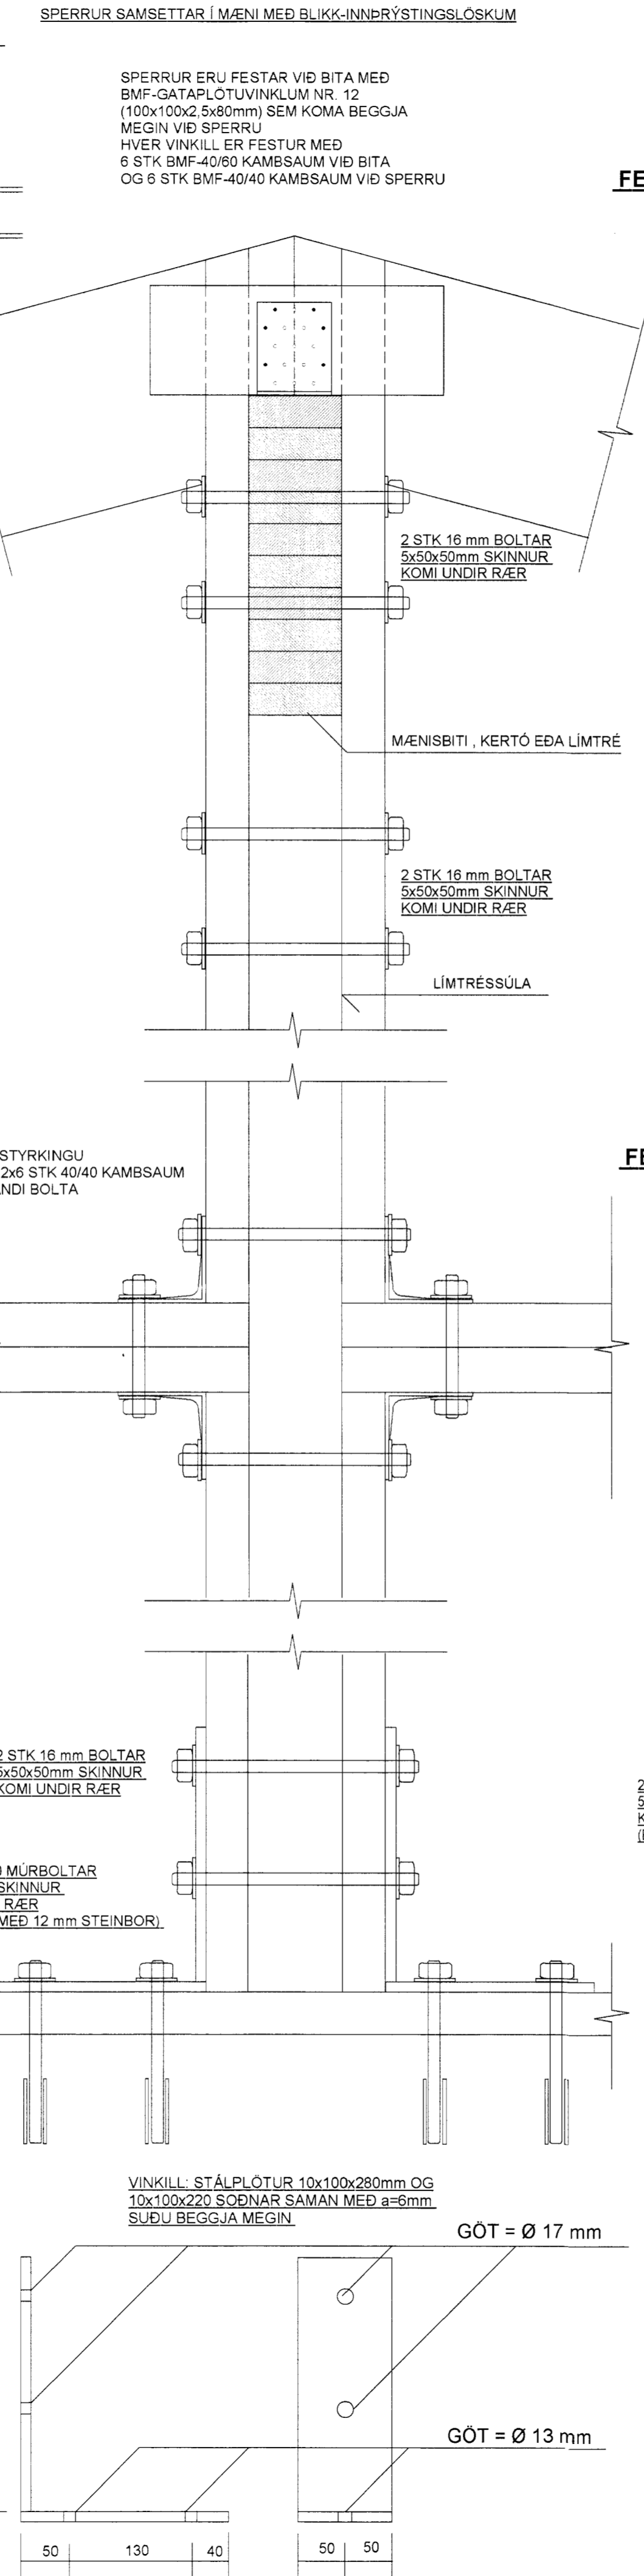 SPERRUR SAMSETTAR Í MÆNI MEÐ BLIKK-INNÞRÝSTINGSLÖSKUM
SPERRUR ERU FESTAR VIÐ BITA MEÐ
BMF-GATAPLÖTUVINKLUM NR. 12
(100x100x2,5x80mm) SEM KOMA BEGGJA
MEGIN VIÐ SPERRU
HVER VINKILL ER FESTUR MEÐ
6 STK BMF-40/60 KAMBSAUM VIÐ BITA
OG 6 STK BMF-40/40 KAMBSAUM VIÐ SPERRU
FE
2 STK 16 mm BOLTAR
5x50x50mm SKINNUR
KOMI UNDIR RÆR
MÆNISBITI , KERTÓ EÐA LÍMTRÉ
2 STK 16 mm BOLTAR
5x50x50mm SKINNUR
KOMI UNDIR RÆR
LÍMTRÉSSÚLA
STYRKINGU
2x6 STK 40/40 KAMBSAUM
ANDI BOLTA
FE
2 STK 16 mm BOLTAR
5x50x50mm SKINNUR
KOMI UNDIR RÆR
2
5
K
MÚRBOLTAR
SKINNUR
RÆR
MEÐ 12 mm STEINBOR)
VINKILL: STÁLPLÖTUR 10x100x280mm OG
10x100x220 SOÐNAR SAMAN MEÐ a=6mm
SUÐU BEGGJA MEGIN
GÖT = Ø 17 mm
GÖT = Ø 13 mm
50 130 40 50 50